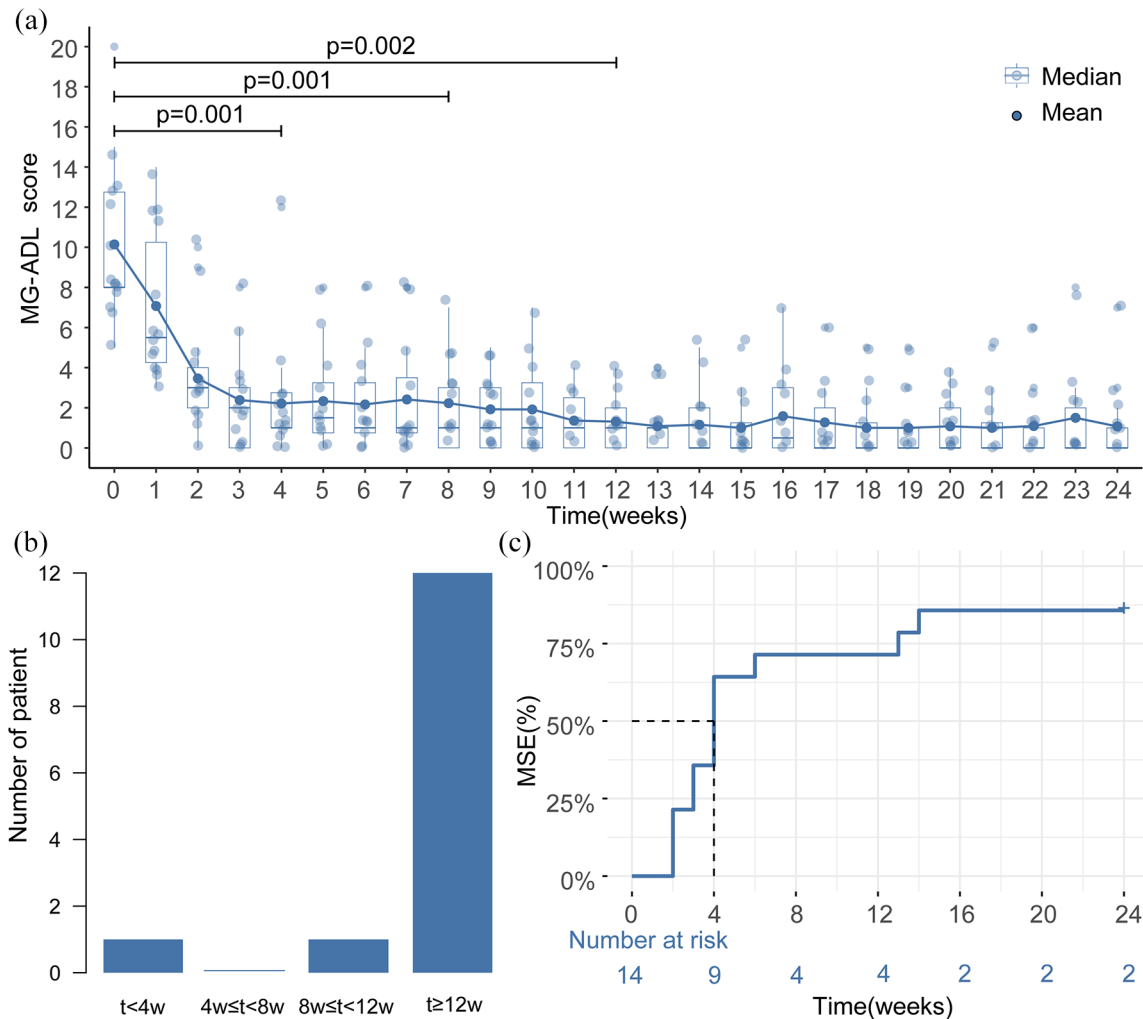 (a)
20
18
16
14
12
10
8
6
4
2
0
MG-ADL score
p=0.002
p=0.001
p=0.001
Median
Mean
0 1 2 3 4 5 6 7 8 9 10 11 12 13 14 15 16 17 18 19 20 21 22 23 24
Time(weeks)
(b)
12
10
8
6
4
2
0
Number of patient
t<4w 4w≤t<8w 8w≤t<12w t≥12w
(c)
100%
75%
50%
25%
0%
MSE(%)
0 4 8 12 16 20 24
Number at risk
14 9 4 4 2 2 2
Time(weeks)